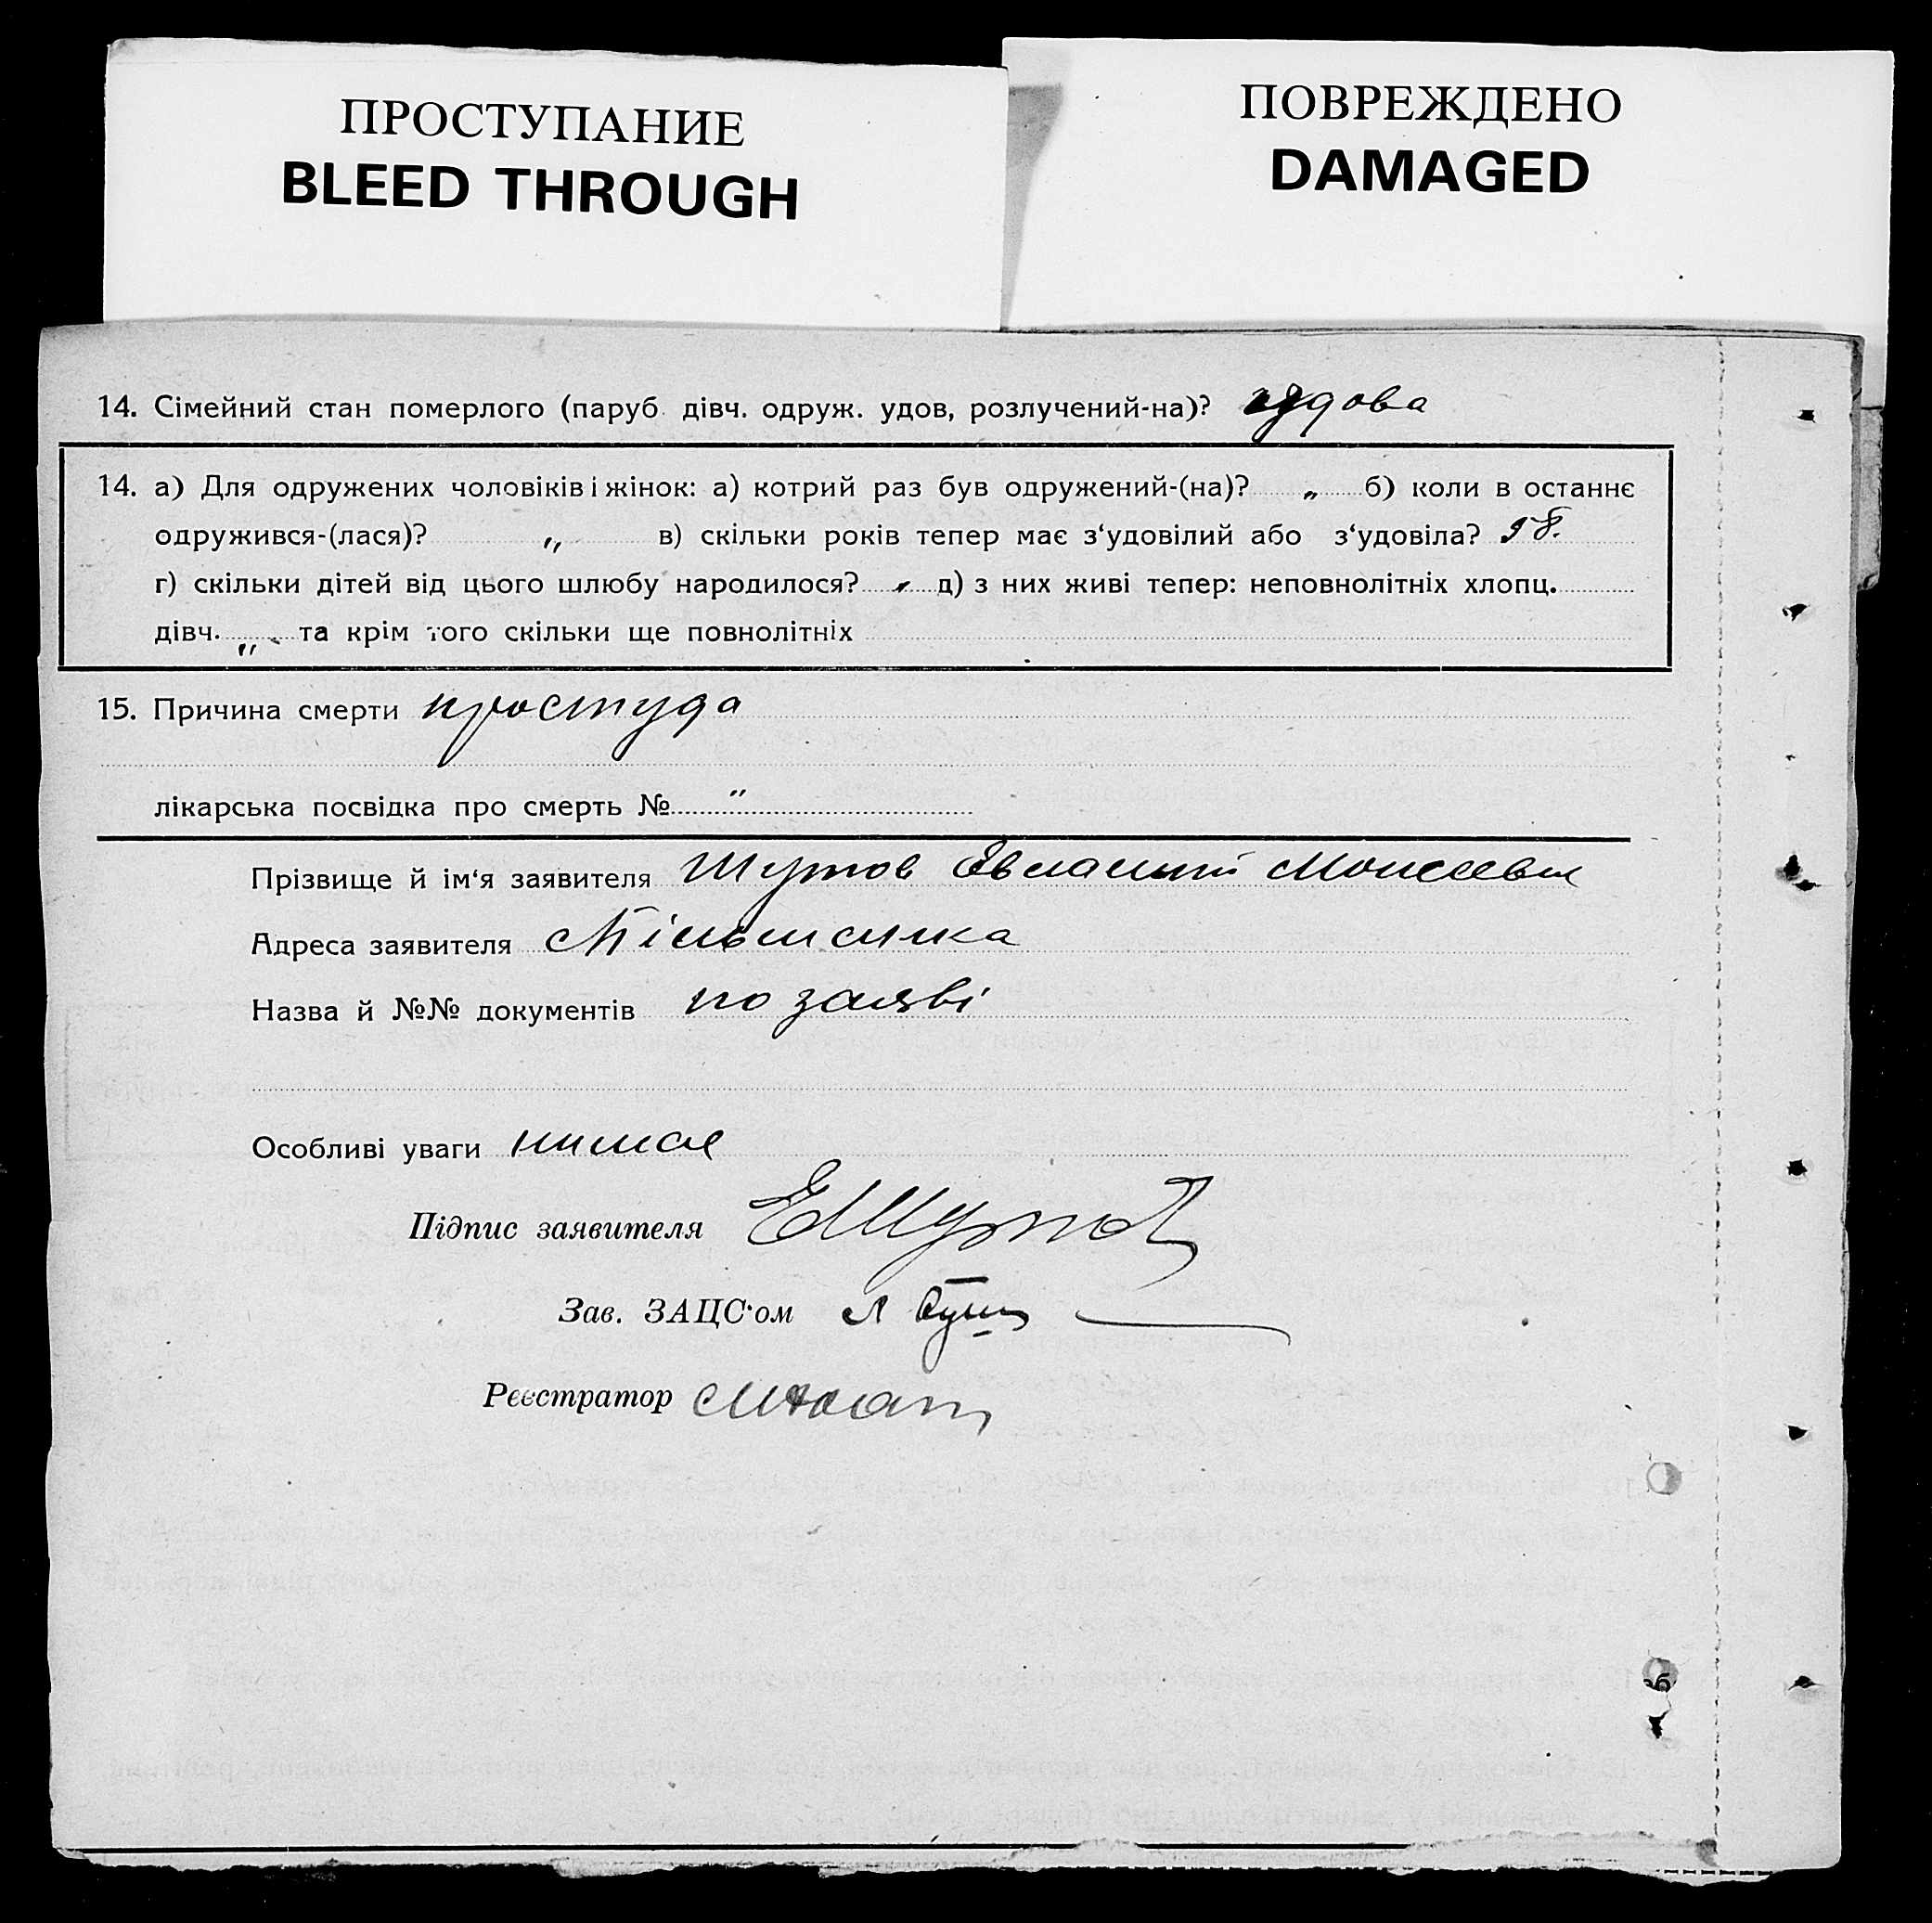 ПРОСТУПАНИЕ
BLEED THROUGH
ПОВРЕЖДЕНО
DAMAGED
14. Сімейний стан померлого (паруб. дівч. одруж. удов, розлучений-на)? удова
14. а) Для одружених чоловіків і жінок: а) котрий раз був одружений-(на)? „ б) коли в останнє
одружився-(лася)? „ в) скільки років тепер має з‘удовілий або з‘удовіла?
г) скільки дітей від цього шлюбу народилося? „ д) з них живі тепер: неповнолітніх хлопц.
дівч. „ та крім того скільки ще повнолітніх
15. Причина смерти простуда
лікарська посвідка про смерть № „
Прізвище й ім‘я заявителя Шутов
Адреса заявителя
Назва й №№ документів по заяві
Особливі уваги нимає
Підпис заявителя
Зав. ЗАЦС‘ом
Реєстратор